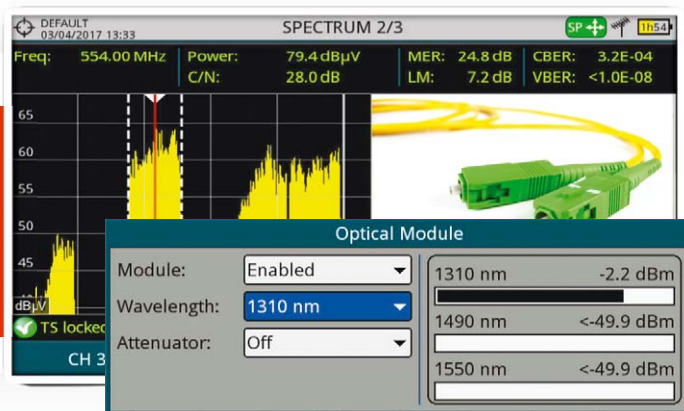 DEFAULT
03/04/2017 13:33
SPECTRUM 2/3
SP
1h54
Freq: 554.00 MHz
Power: 79.4 dBµV
C/N: 28.0 dB
MER: 24.8 dB
LM: 7.2 dB
CBER: 3.2E-04
VBER: <1.0E-08
65
60
55
50
45
dBµV
TS locked
CH 3
Optical Module
Module: Enabled
Wavelength: 1310 nm
Attenuator: Off
1310 nm -2.2 dBm
1490 nm <-49.9 dBm
1550 nm <-49.9 dBm